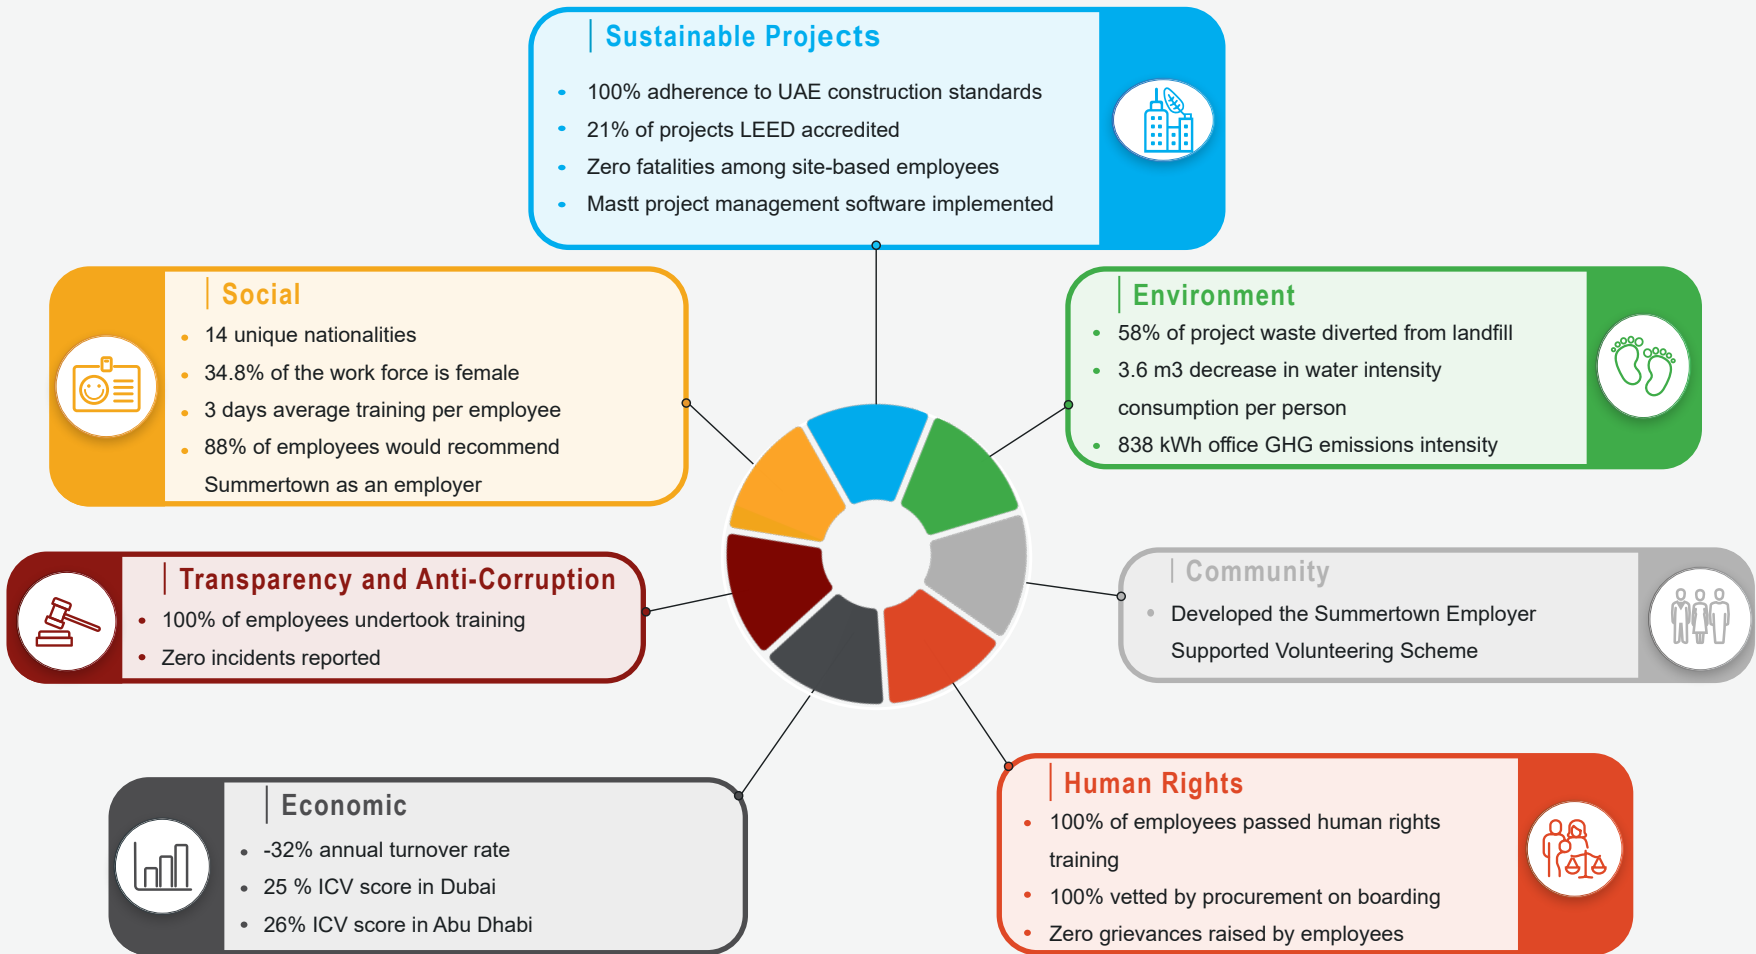 Sustainable Projects
100% adherence to UAE construction standards
21% of projects LEED accredited
Zero fatalities among site-based employees
Mastt project management software implemented
Social
14 unique nationalities
34.8% of the work force is female
3 days average training per employee
88% of employees would recommend
Summertown as an employer
Environment
58% of project waste diverted from landfill
3.6 m3 decrease in water intensity
consumption per person
838 kWh office GHG emissions intensity
Transparency and Anti-Corruption
100% of employees undertook training
Zero incidents reported
Community
Developed the Summertown Employer
Supported Volunteering Scheme
Economic
-32% annual turnover rate
25 % ICV score in Dubai
26% ICV score in Abu Dhabi
Human Rights
100% of employees passed human rights
training
100% vetted by procurement on boarding
Zero grievances raised by employees